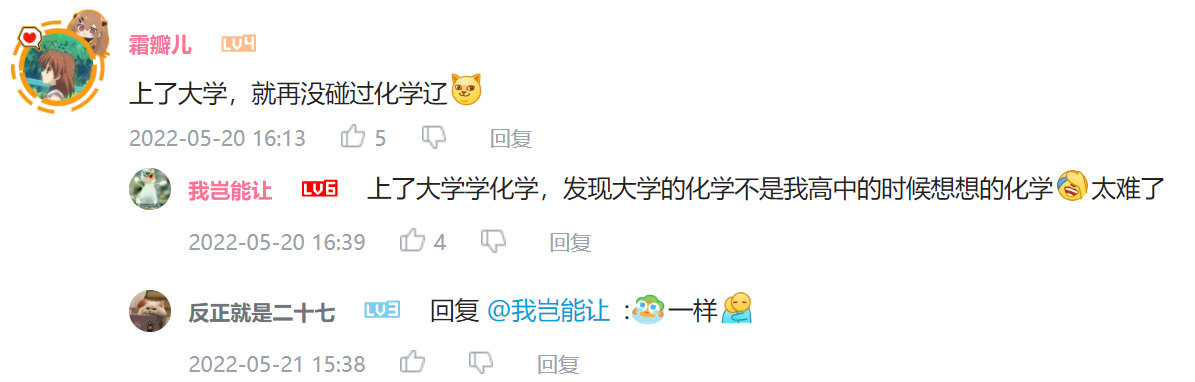 霜瓣儿 LV4
上了大学，就再没碰过化学辽
2022-05-20 16:13 5 回复
我岂能让 LV6 上了大学学化学，发现大学的化学不是我高中的时候想想的化学太难了
2022-05-20 16:39 4 回复
反正就是二十七 LV3 回复 @我岂能让 :一样
2022-05-21 15:38 回复